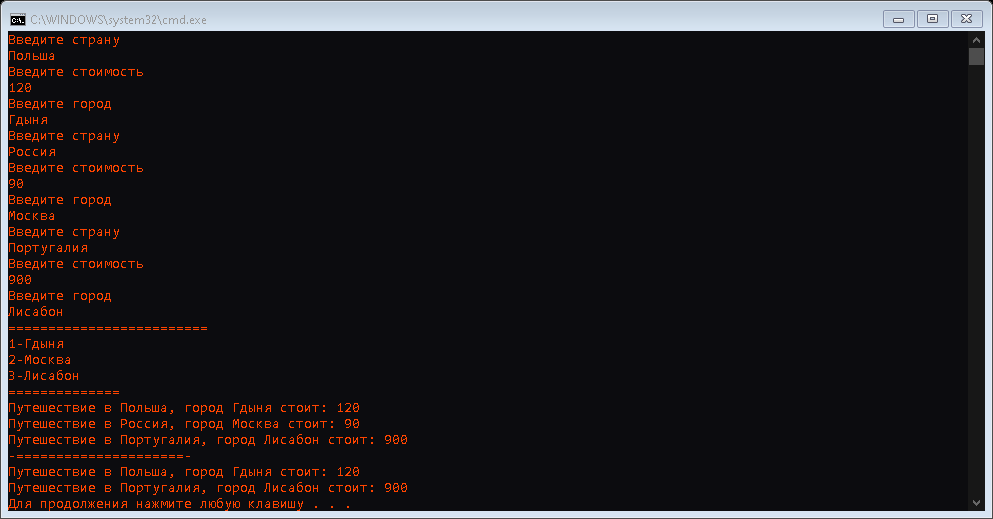 C:\WINDOWS\system32\cmd.exe
Введите страну
Польша
Введите стоимость
120
Введите город
Гдыня
Введите страну
Россия
Введите стоимость
90
Введите город
Москва
Введите страну
Португалия
Введите стоимость
900
Введите город
Лисабон
=========================
1-Гдыня
2-Москва
3-Лисабон
==============
Путешествие в Польша, город Гдыня стоит: 120
Путешествие в Россия, город Москва стоит: 90
Путешествие в Португалия, город Лисабон стоит: 900
-=====================-
Путешествие в Польша, город Гдыня стоит: 120
Путешествие в Португалия, город Лисабон стоит: 900
Для продолжения нажмите любую клавишу . . .